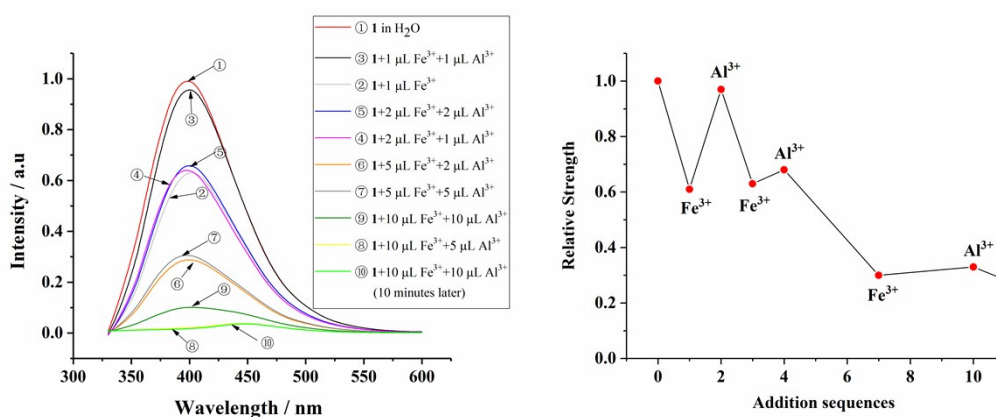 ① 1 in H₂O
③ 1+1 μL Fe³⁺+1 μL Al³⁺
② 1+1 μL Fe³⁺
⑤ 1+2 μL Fe³⁺+2 μL Al³⁺
④ 1+2 μL Fe³⁺+1 μL Al³⁺
⑥ 1+5 μL Fe³⁺+2 μL Al³⁺
⑦ 1+5 μL Fe³⁺+5 μL Al³⁺
⑨ 1+10 μL Fe³⁺+10 μL Al³⁺
⑧ 1+10 μL Fe³⁺+5 μL Al³⁺
⑩ 1+10 μL Fe³⁺+10 μL Al³⁺
(10 minutes later)
Intensity / a.u
1.0
0.8
0.6
0.4
0.2
0.0
①
③
⑤
④
②
⑦
⑥
⑨
⑧
⑩
300 350 400 450 500 550 600
Wavelength / nm
Relative Strength
1.0
0.8
0.6
0.4
0.2
0.0
Al³⁺
Al³⁺
Fe³⁺
Fe³⁺
Al³⁺
Fe³⁺
0 2 4 6 8 10
Addition sequences